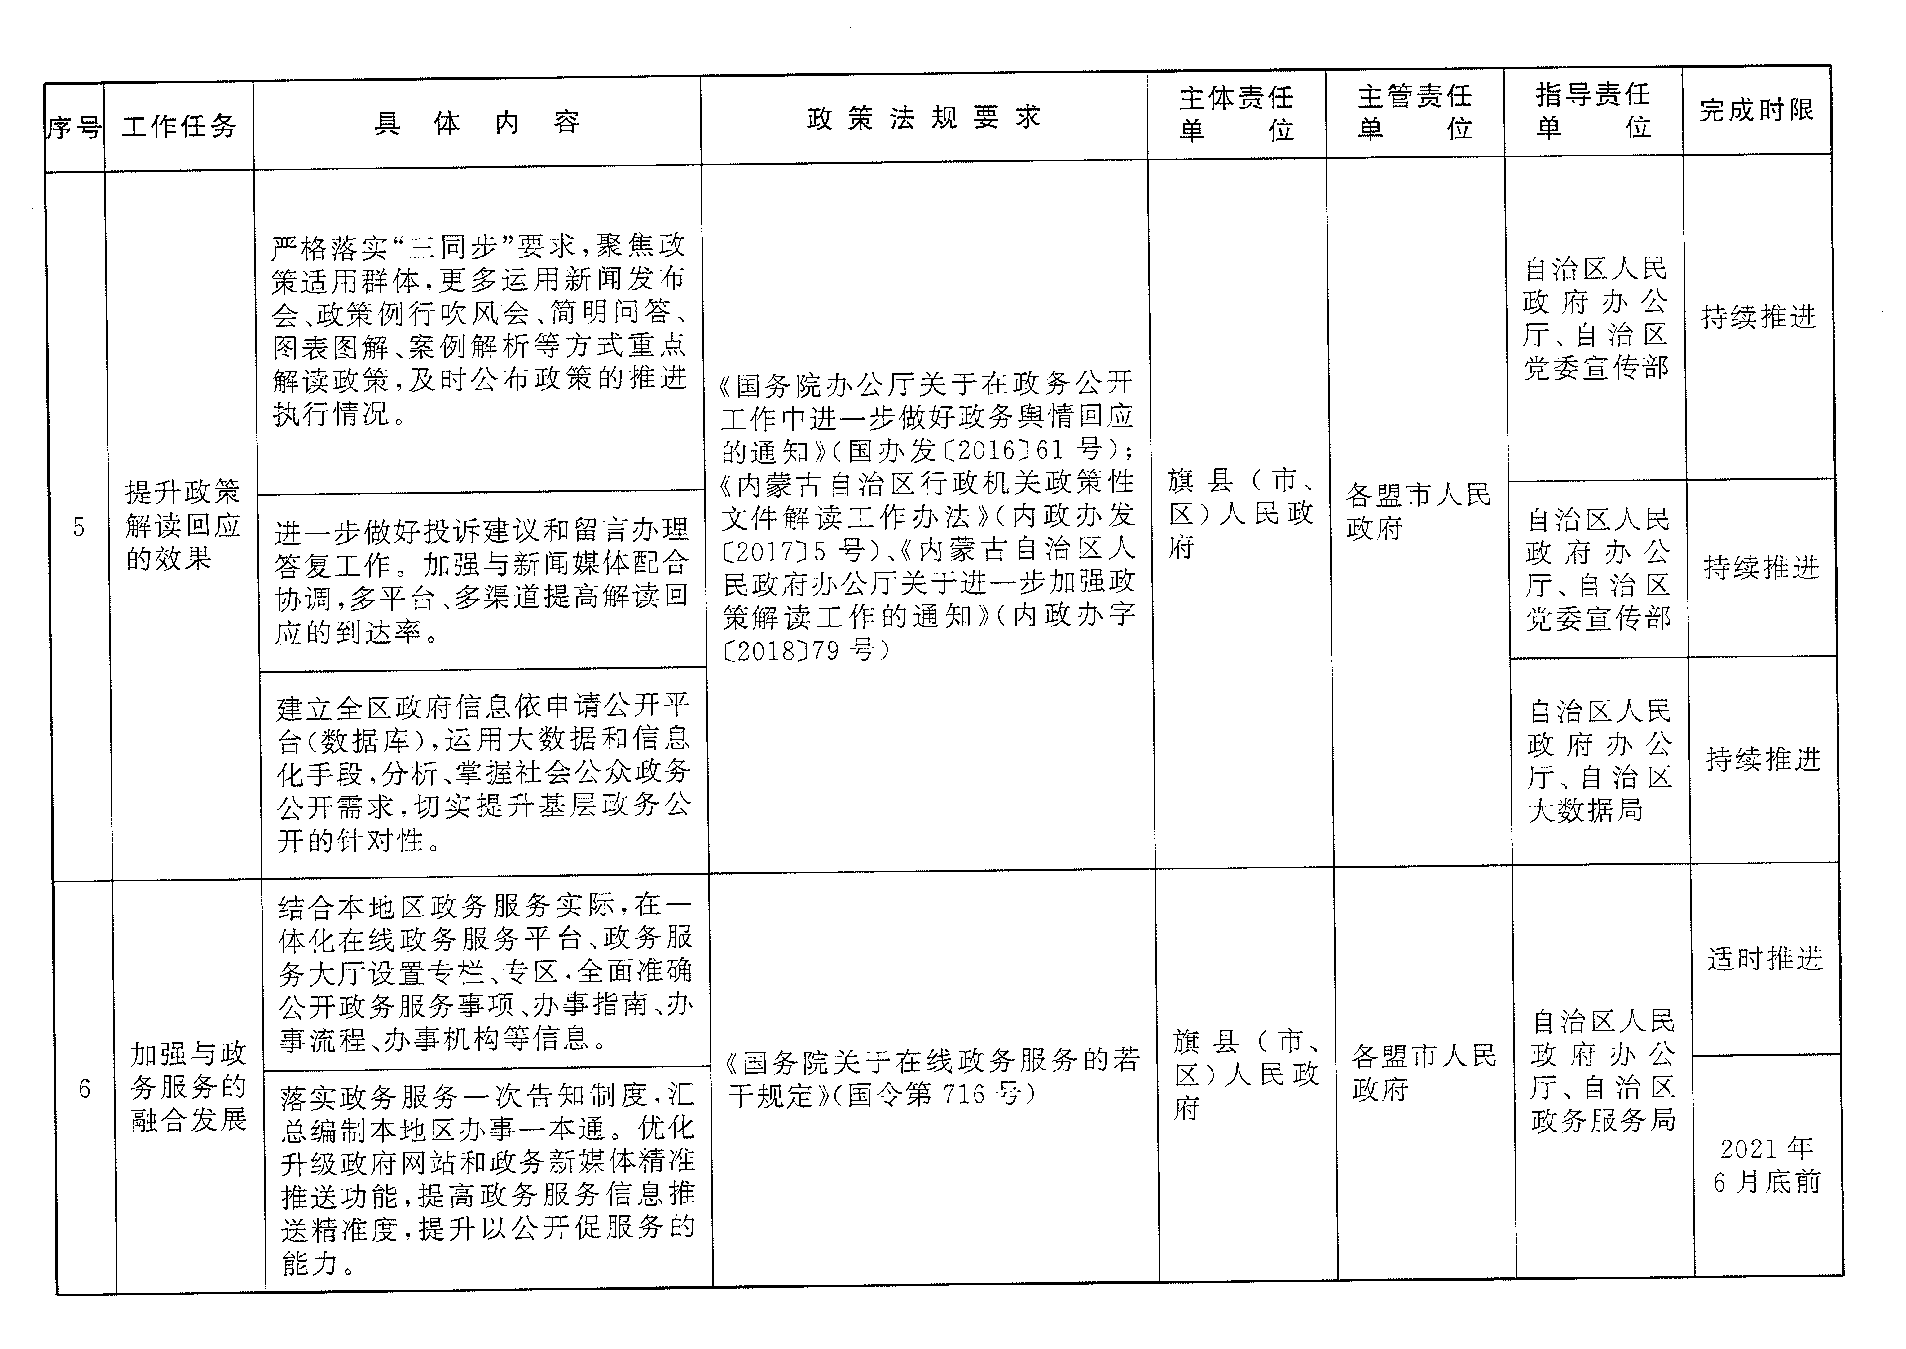 序号
工作任务
具体内容
政策法规要求
主体责任
单位
主管责任
单位
指导责任
单位
完成时限
5
提升政策
解读回应
的效果
严格落实“三同步”要求，聚焦政
策适用群体，更多运用新闻发布
会、政策例行吹风会、简明问答、
图表图解、案例解析等方式重点
解读政策，及时公布政策的推进
执行情况。
《国务院办公厅关于在政务公开
工作中进一步做好政务舆情回应
的通知》（国办发〔2016〕61号）；
《内蒙古自治区行政机关政策性
文件解读工作办法》（内政办发
〔2017〕5号）、《内蒙古自治区人
民政府办公厅关于进一步加强政
策解读工作的通知》（内政办字
〔2018〕79号）
旗县（市、
区）人民政
府
各盟市人民
政府
自治区人民
政府办公
厅、自治区
党委宣传部
持续推进
进一步做好投诉建议和留言办理
答复工作。加强与新闻媒体配合
协调，多平台、多渠道提高解读回
应的到达率。
自治区人民
政府办公
厅、自治区
党委宣传部
持续推进
建立全区政府信息依申请公开平
台（数据库），运用大数据和信息
化手段，分析、掌握社会公众政务
公开需求，切实提升基层政务公
开的针对性。
自治区人民
政府办公
厅、自治区
大数据局
持续推进
6
加强与政
务服务的
融合发展
结合本地区政务服务实际，在一
体化在线政务服务平台、政务服
务大厅设置专栏、专区，全面准确
公开政务服务事项、办事指南、办
事流程、办事机构等信息。
《国务院关于在线政务服务的若
干规定》（国令第716号）
旗县（市、
区）人民政
府
各盟市人民
政府
自治区人民
政府办公
厅、自治区
政务服务局
适时推进
落实政务服务一次告知制度，汇
总编制本地区办事一本通。优化
升级政府网站和政务新媒体精准
推送功能，提高政务服务信息推
送精准度，提升以公开促服务的
能力。
2021年
6月底前